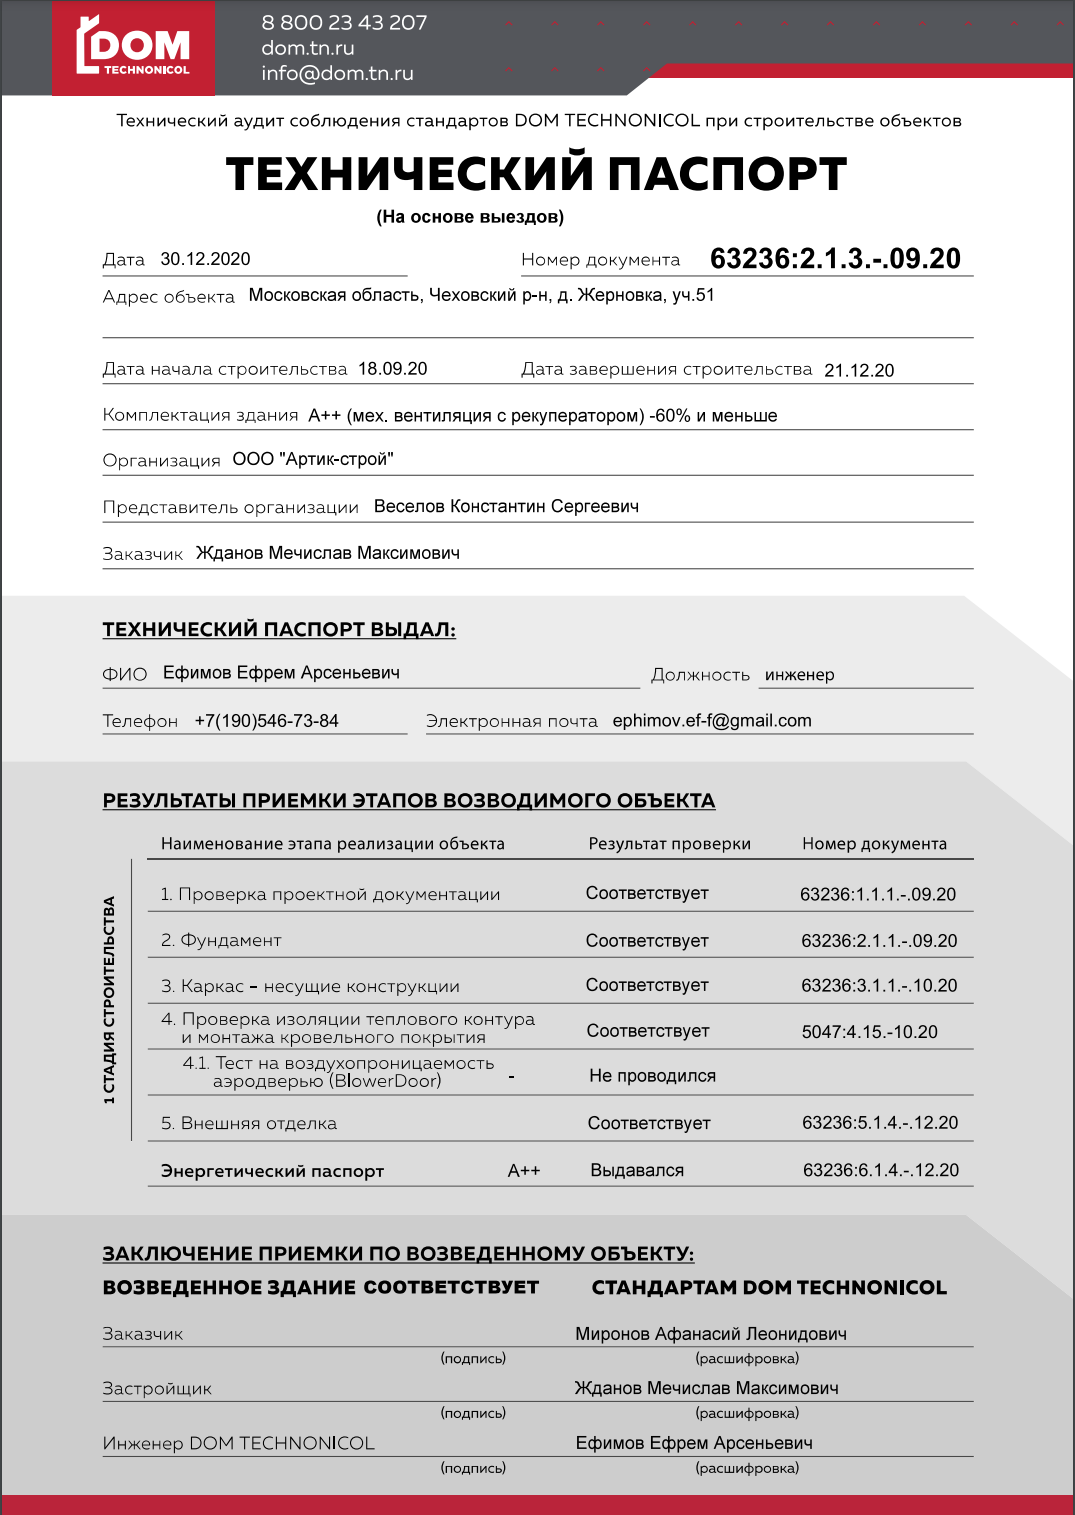 DOM
TECHNONICOL
8 800 23 43 207
dom.tn.ru
info@dom.tn.ru
Технический аудит соблюдения стандартов DOM TECHNONICOL при строительстве объектов
ТЕХНИЧЕСКИЙ ПАСПОРТ
(На основе выездов)
Дата 30.12.2020 Номер документа 63236:2.1.3.-.09.20
Адрес объекта Московская область, Чеховский р-н, д. Жерновка, уч.51
Дата начала строительства 18.09.20 Дата завершения строительства 21.12.20
Комплектация здания А++ (мех. вентиляция с рекуператором) -60% и меньше
Организация ООО "Артик-строй"
Представитель организации Веселов Константин Сергеевич
Заказчик Жданов Мечислав Максимович
ТЕХНИЧЕСКИЙ ПАСПОРТ ВЫДАЛ:
ФИО Ефимов Ефрем Арсеньевич Должность инженер
Телефон +7(190)546-73-84 Электронная почта ephimov.ef-f@gmail.com
РЕЗУЛЬТАТЫ ПРИЕМКИ ЭТАПОВ ВОЗВОДИМОГО ОБЪЕКТА
Наименование этапа реализации объекта Результат проверки Номер документа
1 СТАДИЯ СТРОИТЕЛЬСТВА
1. Проверка проектной документации Соответствует 63236:1.1.1.-.09.20
2. Фундамент Соответствует 63236:2.1.1.-.09.20
3. Каркас – несущие конструкции Соответствует 63236:3.1.1.-.10.20
4. Проверка изоляции теплового контура
и монтажа кровельного покрытия Соответствует 5047:4.15.-10.20
4.1. Тест на воздухопроницаемость
аэродверью (BlowerDoor) - Не проводился
5. Внешняя отделка Соответствует 63236:5.1.4.-.12.20
Энергетический паспорт А++ Выдавался 63236:6.1.4.-.12.20
ЗАКЛЮЧЕНИЕ ПРИЕМКИ ПО ВОЗВЕДЕННОМУ ОБЪЕКТУ:
ВОЗВЕДЕННОЕ ЗДАНИЕ СООТВЕТСТВУЕТ СТАНДАРТАМ DOM TECHNONICOL
Заказчик Миронов Афанасий Леонидович
(подпись) (расшифровка)
Застройщик Жданов Мечислав Максимович
(подпись) (расшифровка)
Инженер DOM TECHNONICOL Ефимов Ефрем Арсеньевич
(подпись) (расшифровка)